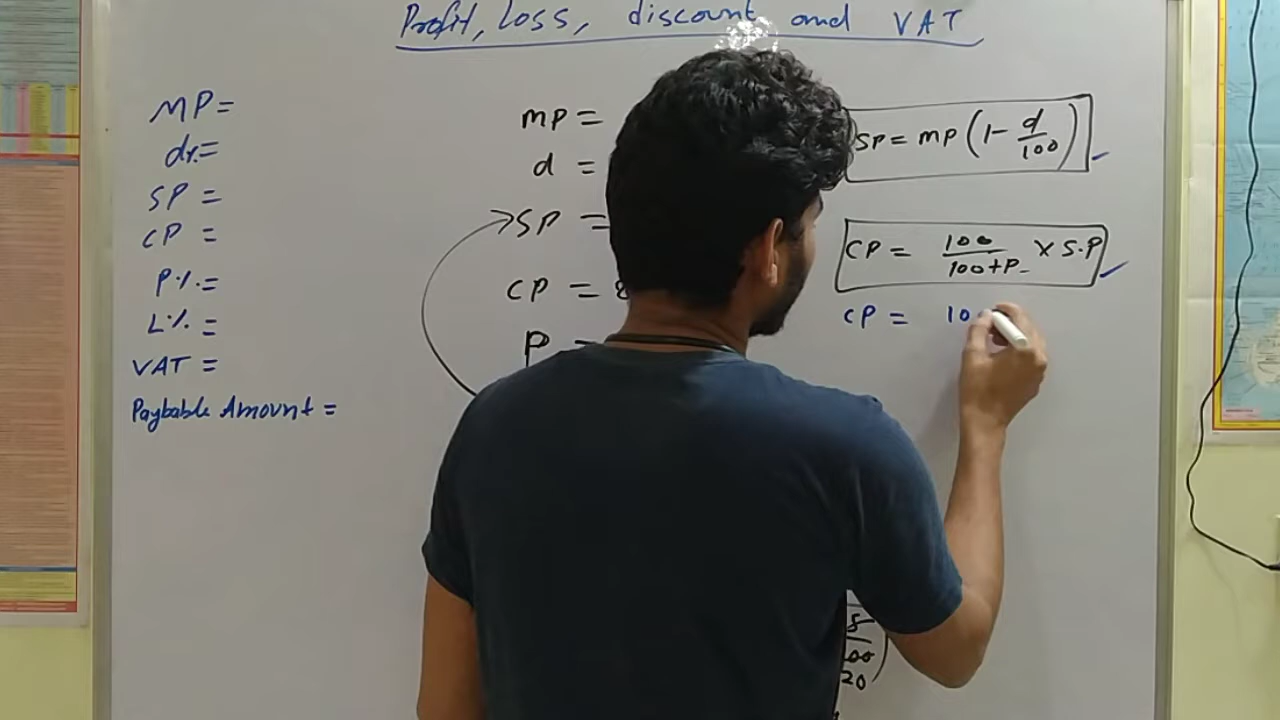 Profit, Loss, discount and VAT
MP=
d%=
SP =
CP =
P%=
L%=
VAT =
Paybable Amount =
MP =
d =
SP =
CP =
P =
SP = MP (1- d/100)
CP = 100/100+P × S.P
CP = 10
20